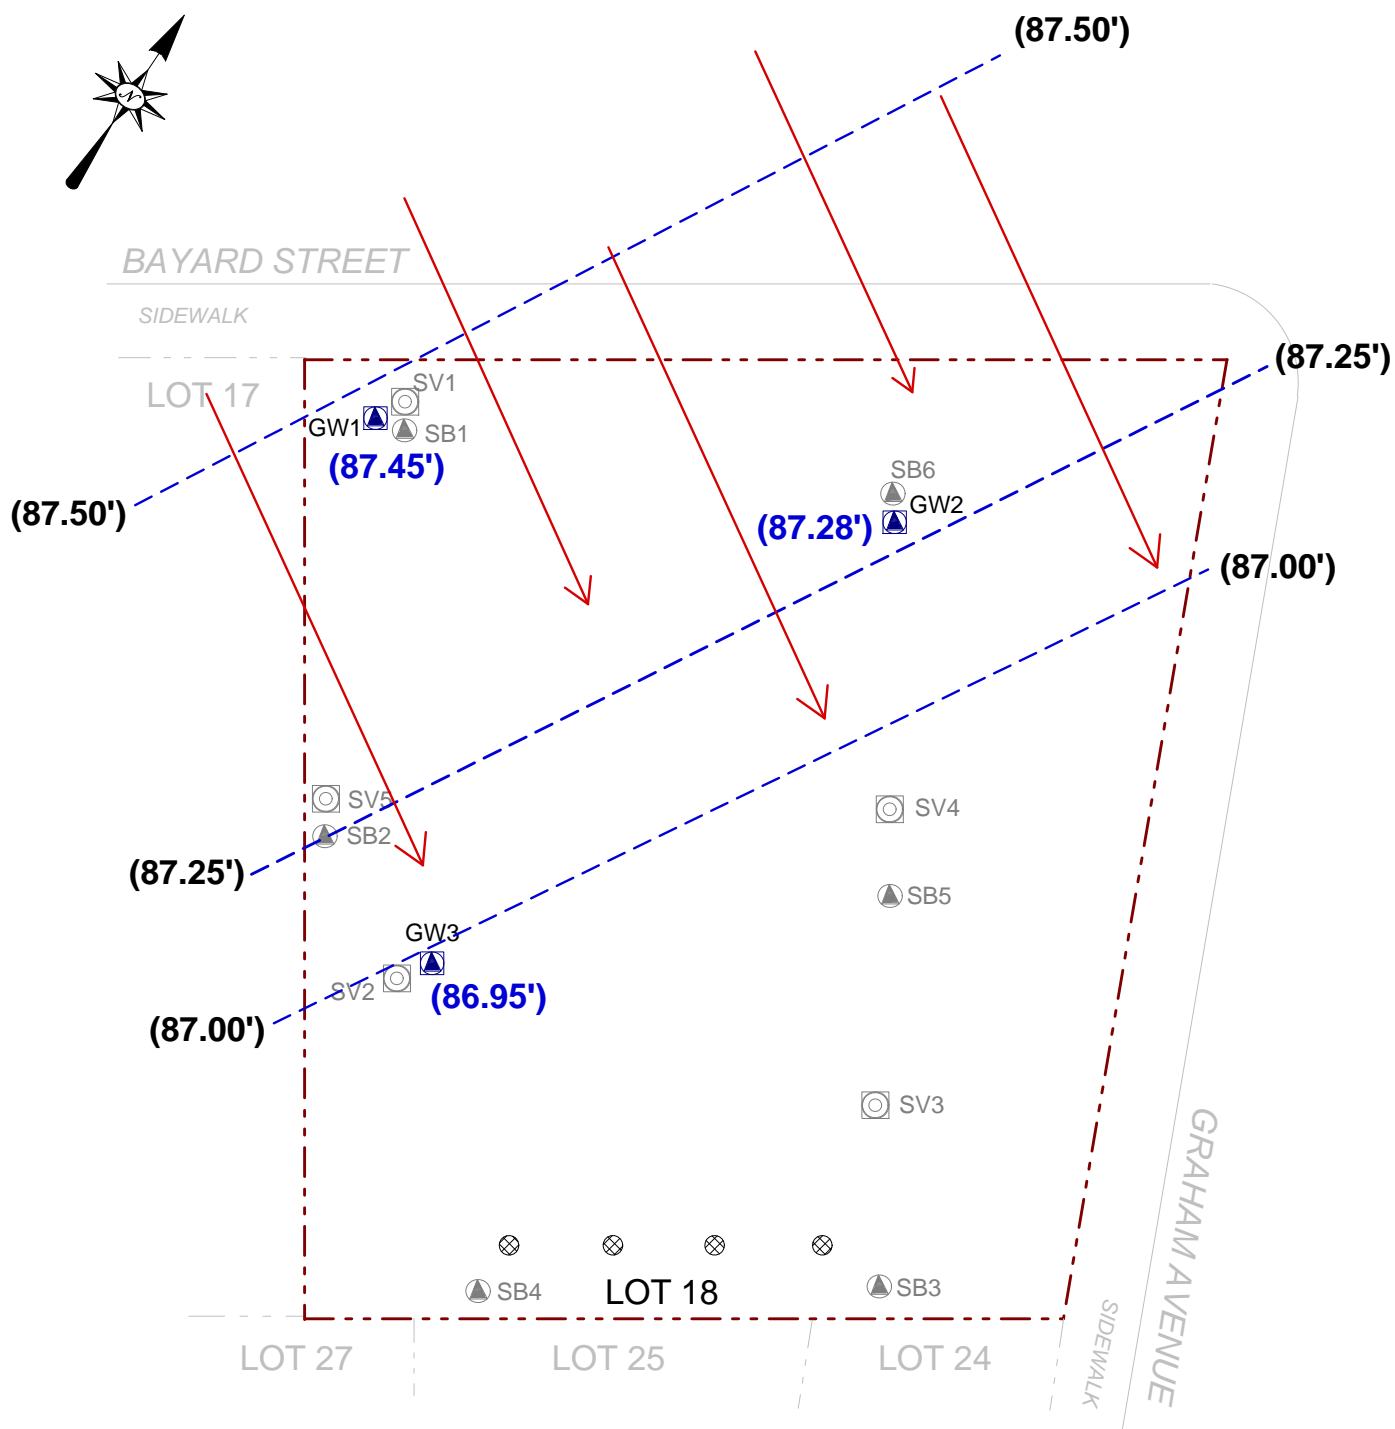 (87.50')
N
BAYARD STREET
SIDEWALK
(87.25')
LOT 17
SV1
GW1
SB1
(87.45')
SB6
GW2
(87.50')
(87.28')
(87.00')
SV5
SV4
SB2
(87.25')
SB5
GW3
SV2
(86.95')
(87.00')
SV3
GRAHAM AVENUE
SB4
LOT 18
SB3
SIDEWALK
LOT 27
LOT 25
LOT 24